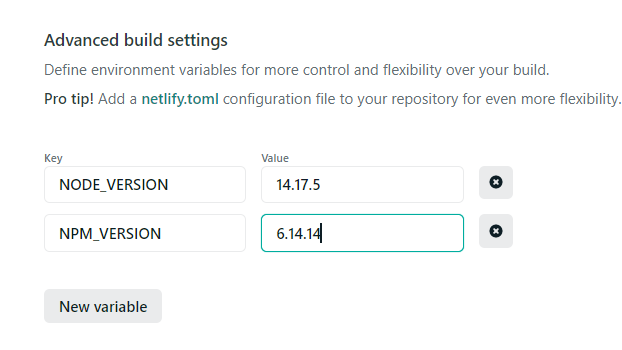 Advanced build settings
Define environment variables for more control and flexibility over your build.
Pro tip! Add a netlify.toml configuration file to your repository for even more flexibility.
Key Value
NODE_VERSION 14.17.5
NPM_VERSION 6.14.14
New variable